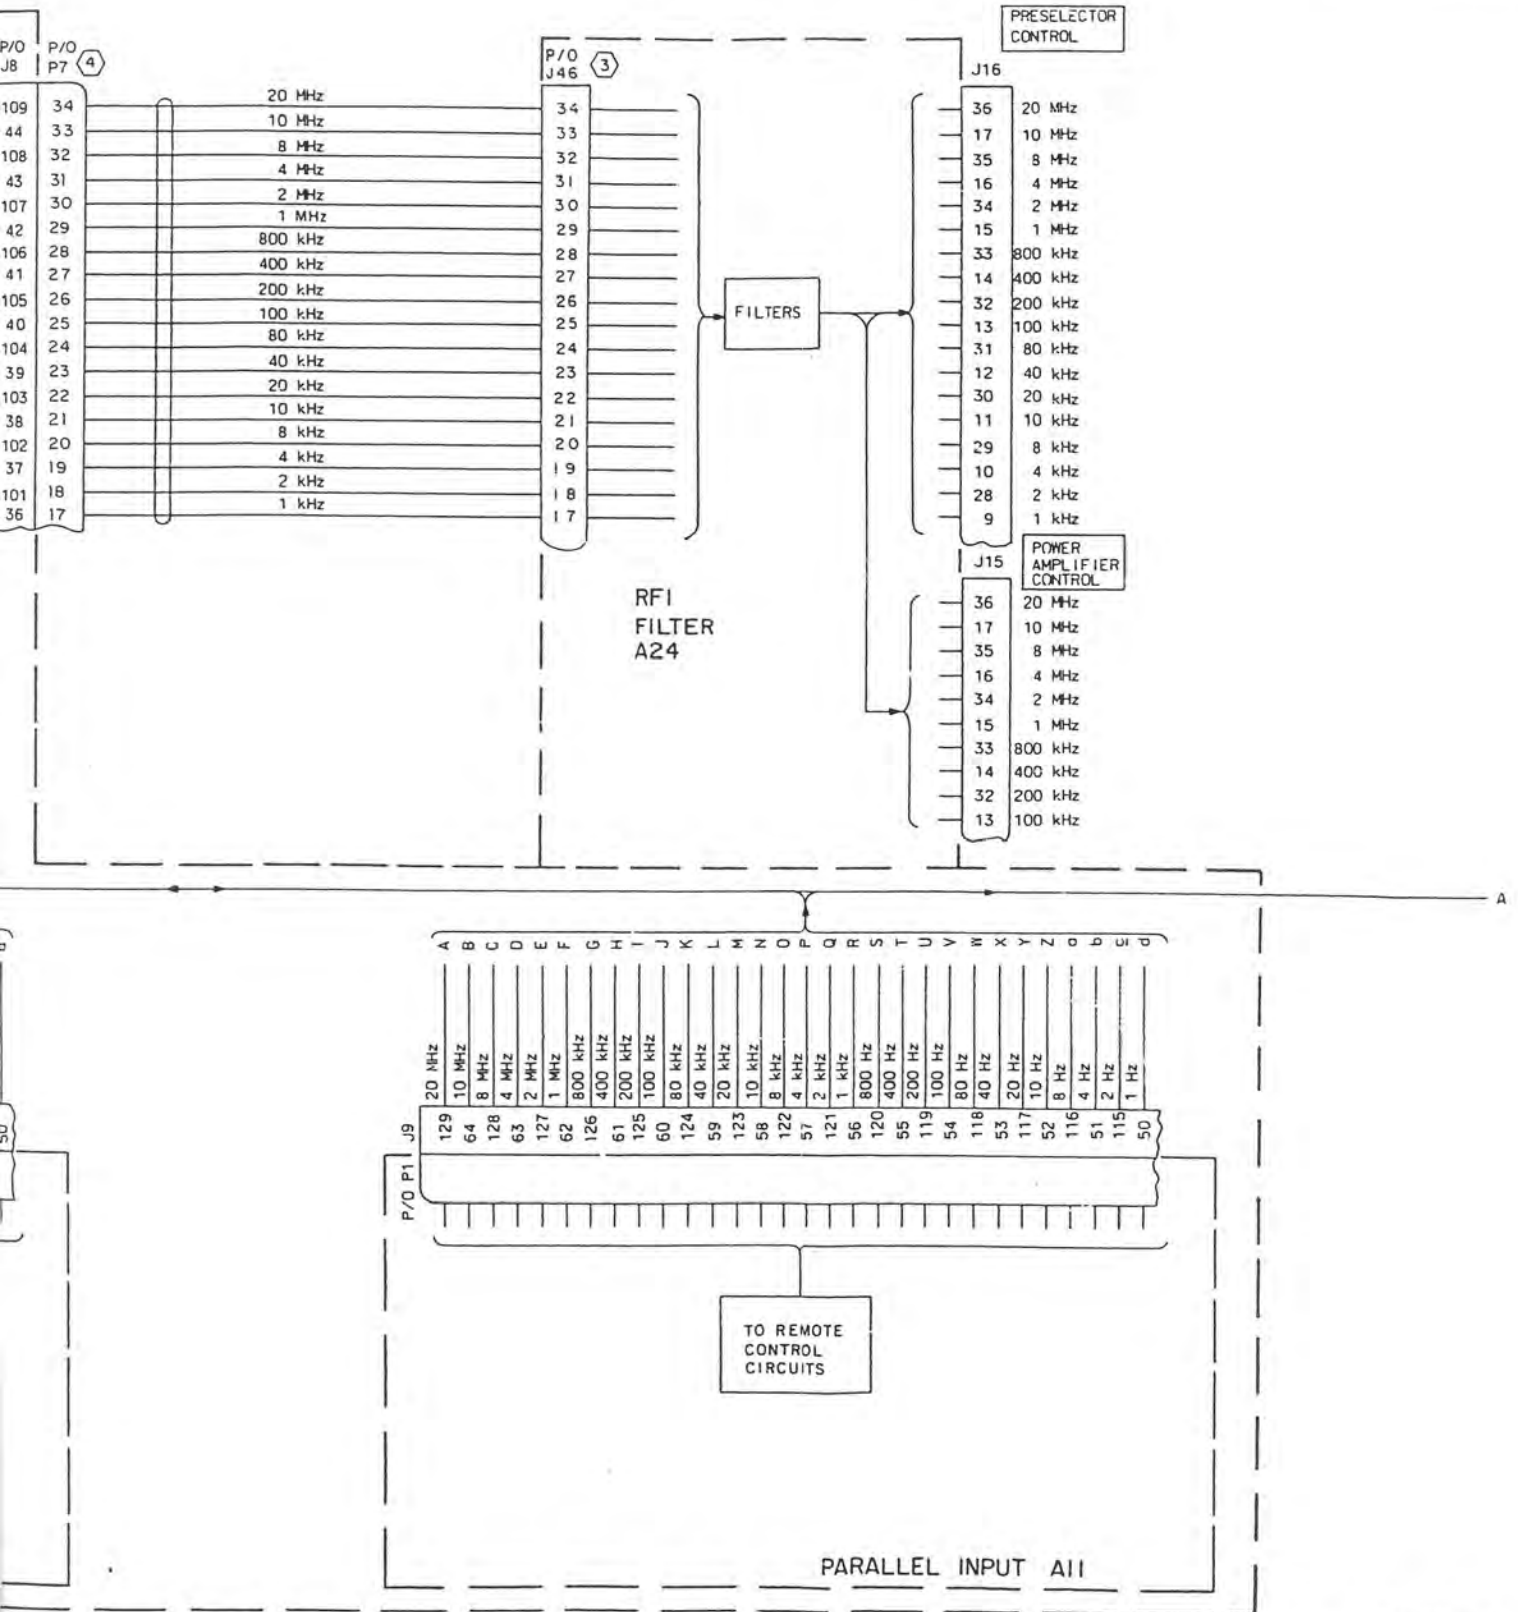 PRESELECTOR
CONTROL
P/O P/O
J8 P7 4
P/O
J46 3
J16
109 34 20 MHz 34 36 20 MHz
44 33 10 MHz 33 17 10 MHz
108 32 8 MHz 32 35 8 MHz
43 31 4 MHz 31 16 4 MHz
107 30 2 MHz 30 34 2 MHz
42 29 1 MHz 29 15 1 MHz
106 28 800 kHz 28 33 800 kHz
41 27 400 kHz 27 14 400 kHz
105 26 200 kHz 26 32 200 kHz
40 25 100 kHz 25 13 100 kHz
104 24 80 kHz 24 31 80 kHz
39 23 40 kHz 23 12 40 kHz
103 22 20 kHz 22 30 20 kHz
38 21 10 kHz 21 11 10 kHz
102 20 8 kHz 20 29 8 kHz
37 19 4 kHz 19 10 4 kHz
101 18 2 kHz 18 28 2 kHz
36 17 1 kHz 17 9 1 kHz
FILTERS
J15
POWER
AMPLIFIER
CONTROL
36 20 MHz
17 10 MHz
35 8 MHz
16 4 MHz
34 2 MHz
15 1 MHz
33 800 kHz
14 400 kHz
32 200 kHz
13 100 kHz
RFI
FILTER
A24
A
A B C D E F G H I J K L M N O P Q R S T U V W X Y Z a b c d
20 MHz 10 MHz 8 MHz 4 MHz 2 MHz 1 MHz 800 kHz 400 kHz 200 kHz 100 kHz 80 kHz 40 kHz 20 kHz 10 kHz 8 kHz 4 kHz 2 kHz 1 kHz 800 Hz 400 Hz 200 Hz 100 Hz 80 Hz 40 Hz 20 Hz 10 Hz 8 Hz 4 Hz 2 Hz 1 Hz
J9
129 64 128 63 127 62 126 61 125 60 124 59 123 58 122 57 121 56 120 55 119 54 118 53 117 52 116 51 115 50
P/O P1
50
TO REMOTE
CONTROL
CIRCUITS
PARALLEL INPUT A11